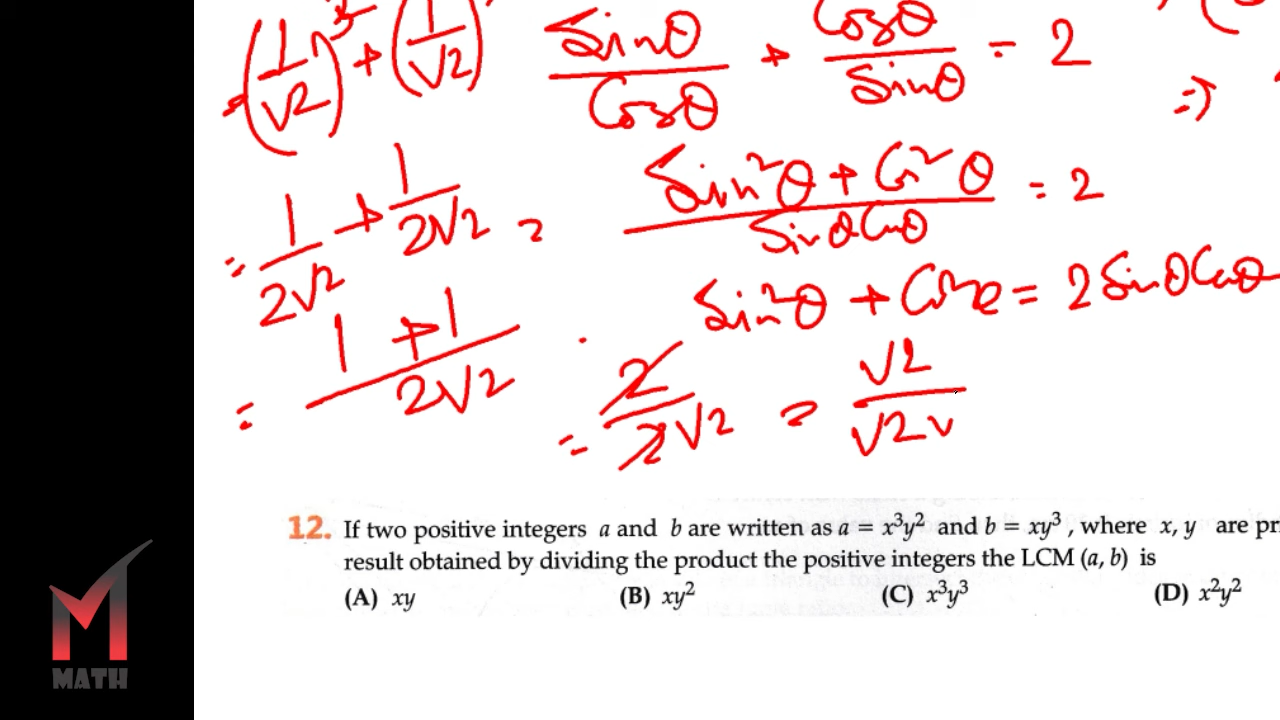 (1/√2)³ + (1/√2) sinθ/cosθ + cosθ/sinθ = 2
⇒
= 1/2√2 + 1/2√2 = sin²θ + cos²θ / sinθcosθ = 2
sin²θ + cos²θ = 2 sinθcosθ
= 1 + 1 / 2√2 = 2/2√2 = √2/√2√
12. If two positive integers a and b are written as a = x³y² and b = xy³, where x, y are pri
result obtained by dividing the product the positive integers the LCM (a, b) is
(A) xy (B) xy² (C) x³y³ (D) x²y²
MATH